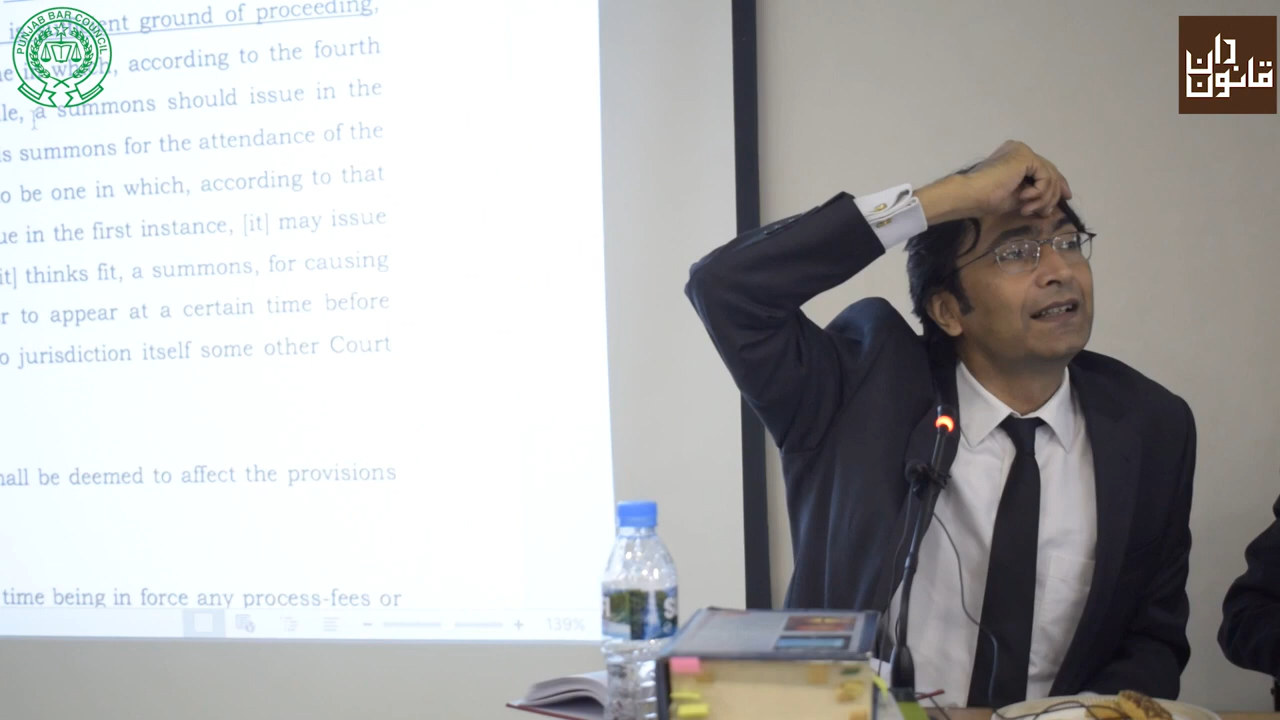 PUNJAB BAR COUNCIL
ground of proceeding,
which, according to the fourth
a summons should issue in the
summons for the attendance of the
o be one in which, according to that
ue in the first instance, [it] may issue
it] thinks fit, a summons, for causing
r to appear at a certain time before
o jurisdiction itself some other Court
hall be deemed to affect the provisions
time being in force any process-fees or
139%
قانون دان